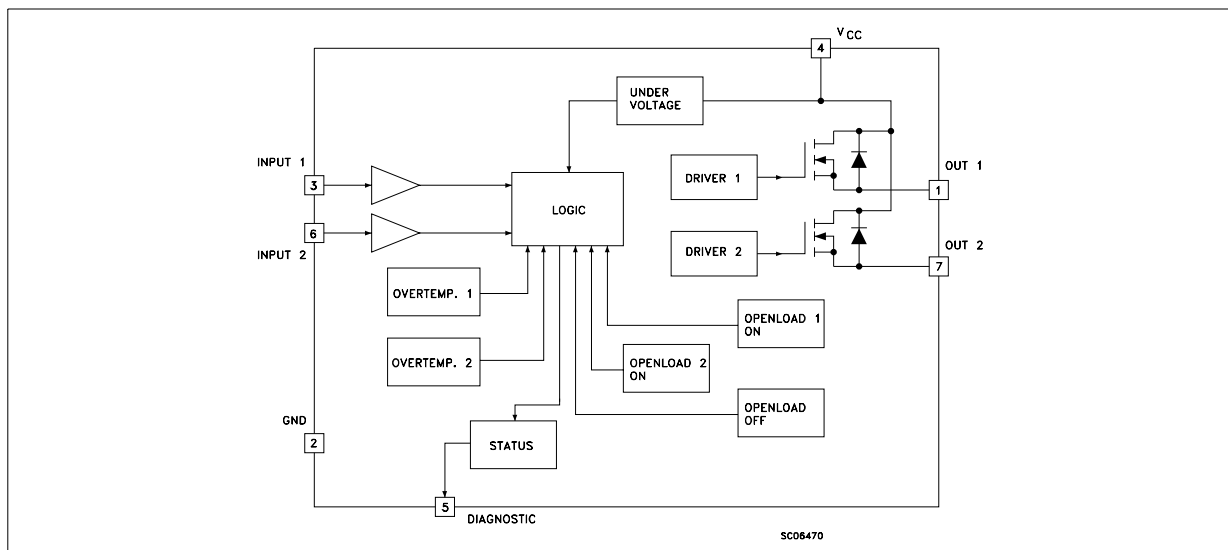 VCC
4
UNDER
VOLTAGE
INPUT 1
3
OUT 1
1
DRIVER 1
LOGIC
6
INPUT 2
DRIVER 2
OUT 2
7
OVERTEMP. 1
OPENLOAD 1
ON
OVERTEMP. 2
OPENLOAD 2
ON
OPENLOAD
OFF
GND
2
STATUS
5
DIAGNOSTIC
SC06470